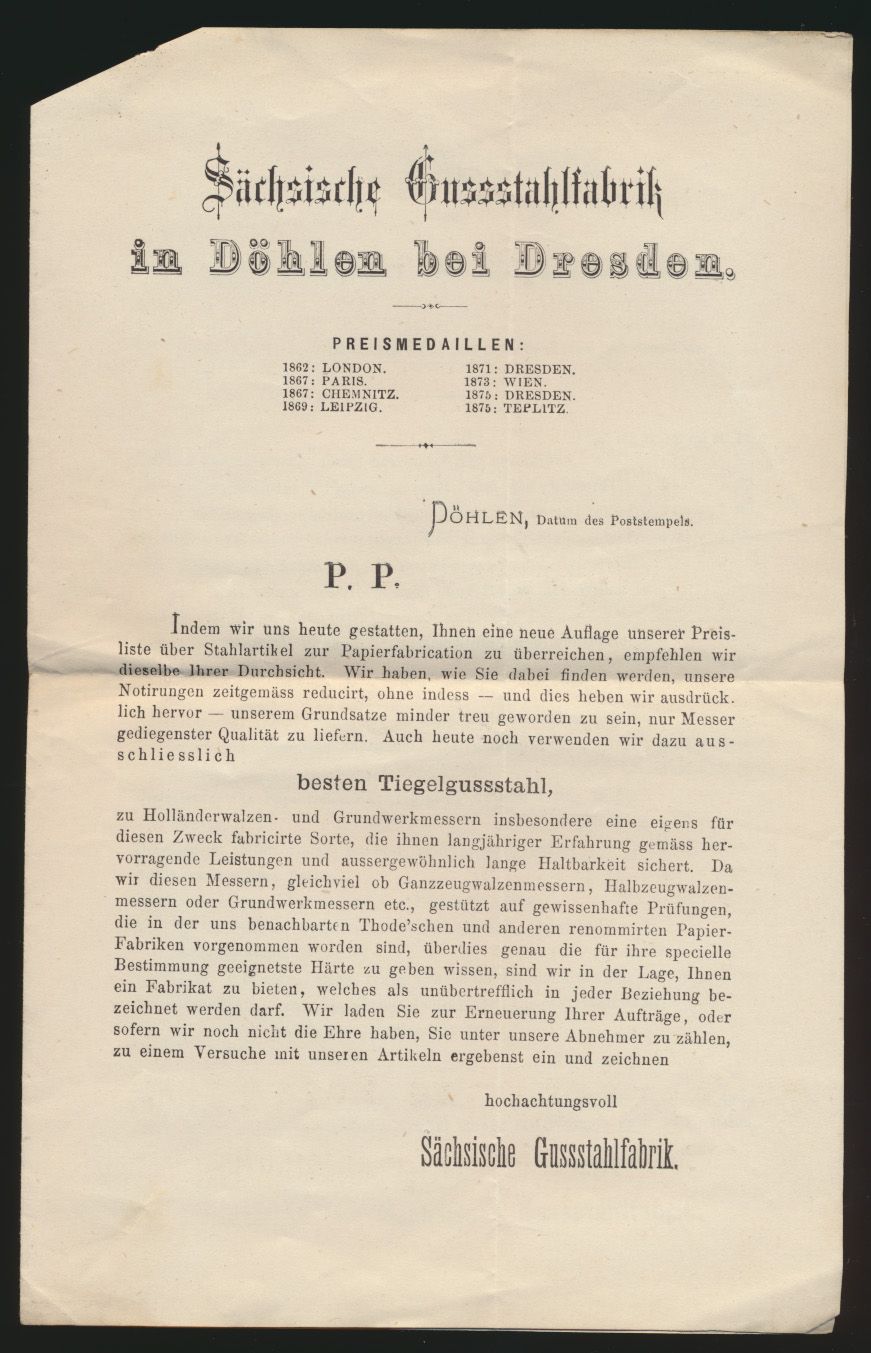 Sächsische Gussstahlfabrik
in Döhlen bei Dresden.
PREISMEDAILLEN:
1862: LONDON. 1871: DRESDEN.
1867: PARIS. 1873: WIEN.
1867: CHEMNITZ. 1875: DRESDEN.
1869: LEIPZIG. 1875: TEPLITZ.
DÖHLEN, Datum des Poststempels.
P. P.
Indem wir uns heute gestatten, Ihnen eine neue Auflage unserer Preis-
liste über Stahlartikel zur Papierfabrication zu überreichen, empfehlen wir
dieselbe Ihrer Durchsicht. Wir haben, wie Sie dabei finden werden, unsere
Notirungen zeitgemäss reducirt, ohne indess — und dies heben wir ausdrück.
lich hervor — unserem Grundsatze minder treu geworden zu sein, nur Messer
gediegenster Qualität zu liefern. Auch heute noch verwenden wir dazu aus-
schliesslich
besten Tiegelgussstahl,
zu Holländerwalzen- und Grundwerkmessern insbesondere eine eigens für
diesen Zweck fabricirte Sorte, die ihnen langjähriger Erfahrung gemäss her-
vorragende Leistungen und aussergewöhnlich lange Haltbarkeit sichert. Da
wir diesen Messern, gleichviel ob Ganzzeugwalzenmessern, Halbzeugwalzen-
messern oder Grundwerkmessern etc., gestützt auf gewissenhafte Prüfungen,
die in der uns benachbarten Thode'schen und anderen renommirten Papier-
Fabriken vorgenommen worden sind, überdies genau die für ihre specielle
Bestimmung geeignetste Härte zu geben wissen, sind wir in der Lage, Ihnen
ein Fabrikat zu bieten, welches als unübertrefflich in jeder Beziehung be-
zeichnet werden darf. Wir laden Sie zur Erneuerung Ihrer Aufträge, oder
sofern wir noch nicht die Ehre haben, Sie unter unsere Abnehmer zu zählen,
zu einem Versuche mit unseren Artikeln ergebenst ein und zeichnen
hochachtungsvoll
Sächsische Gussstahlfabrik.